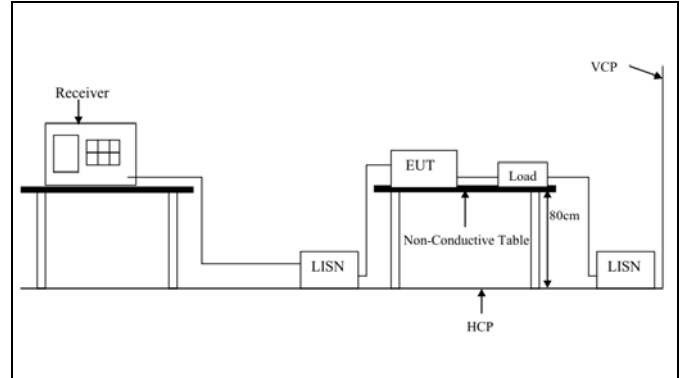 VCP
Receiver
EUT
Load
80cm
Non-Conductive Table
LISN
LISN
HCP